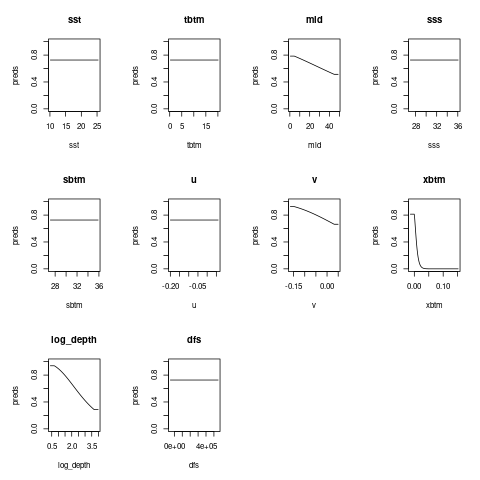 sst
preds
0.0 0.4 0.8
10 15 20 25
sst
tbtm
preds
0.0 0.4 0.8
0 5 15
tbtm
mld
preds
0.0 0.4 0.8
0 20 40
mld
sss
preds
0.0 0.4 0.8
28 32 36
sss
sbtm
preds
0.0 0.4 0.8
28 32 36
sbtm
u
preds
0.0 0.4 0.8
-0.20 -0.05
u
v
preds
0.0 0.4 0.8
-0.15 0.00
v
xbtm
preds
0.0 0.4 0.8
0.00 0.10
xbtm
log_depth
preds
0.0 0.4 0.8
0.5 2.0 3.5
log_depth
dfs
preds
0.0 0.4 0.8
0e+00 4e+05
dfs